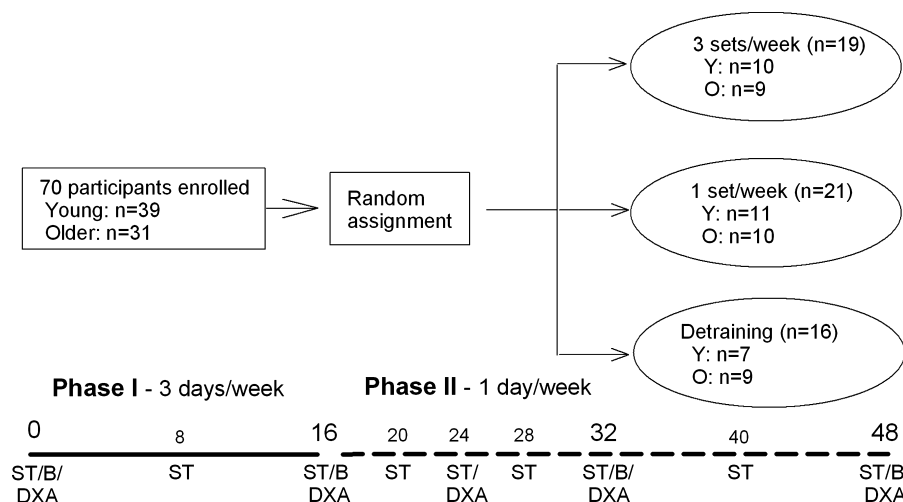 3 sets/week (n=19)
Y: n=10
O: n=9
70 participants enrolled
Young: n=39
Older: n=31
Random
assignment
1 set/week (n=21)
Y: n=11
O: n=10
Detraining (n=16)
Y: n=7
O: n=9
Phase I - 3 days/week
Phase II - 1 day/week
0 8 16 20 24 28 32 40 48
ST/B/ ST ST/B ST ST/ ST ST/B/ ST ST/B
DXA DXA DXA DXA DXA